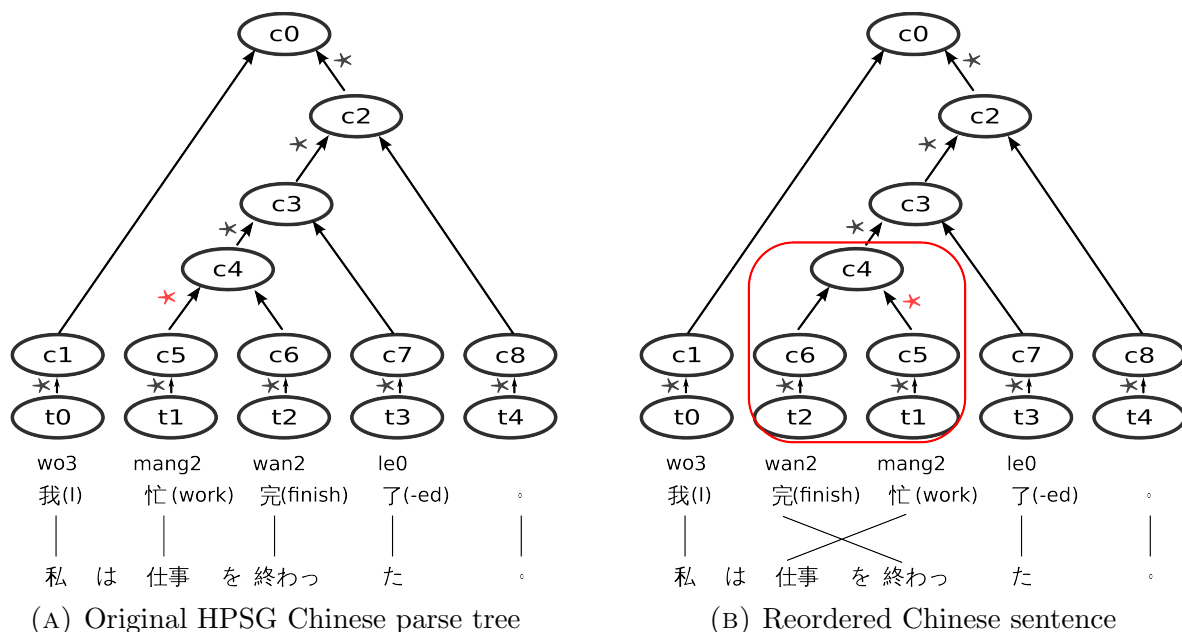 c0
c2
c3
c4
c1 c5 c6 c7 c8
t0 t1 t2 t3 t4
wo3 mang2 wan2 le0
我(I) 忙(work) 完(finish) 了(-ed) 。
私 は 仕事 を 終わっ た 。
(A) Original HPSG Chinese parse tree
c0
c2
c3
c4
c1 c6 c5 c7 c8
t0 t2 t1 t3 t4
wo3 wan2 mang2 le0
我(I) 完(finish) 忙(work) 了(-ed) 。
私 は 仕事 を 終わっ た 。
(B) Reordered Chinese sentence